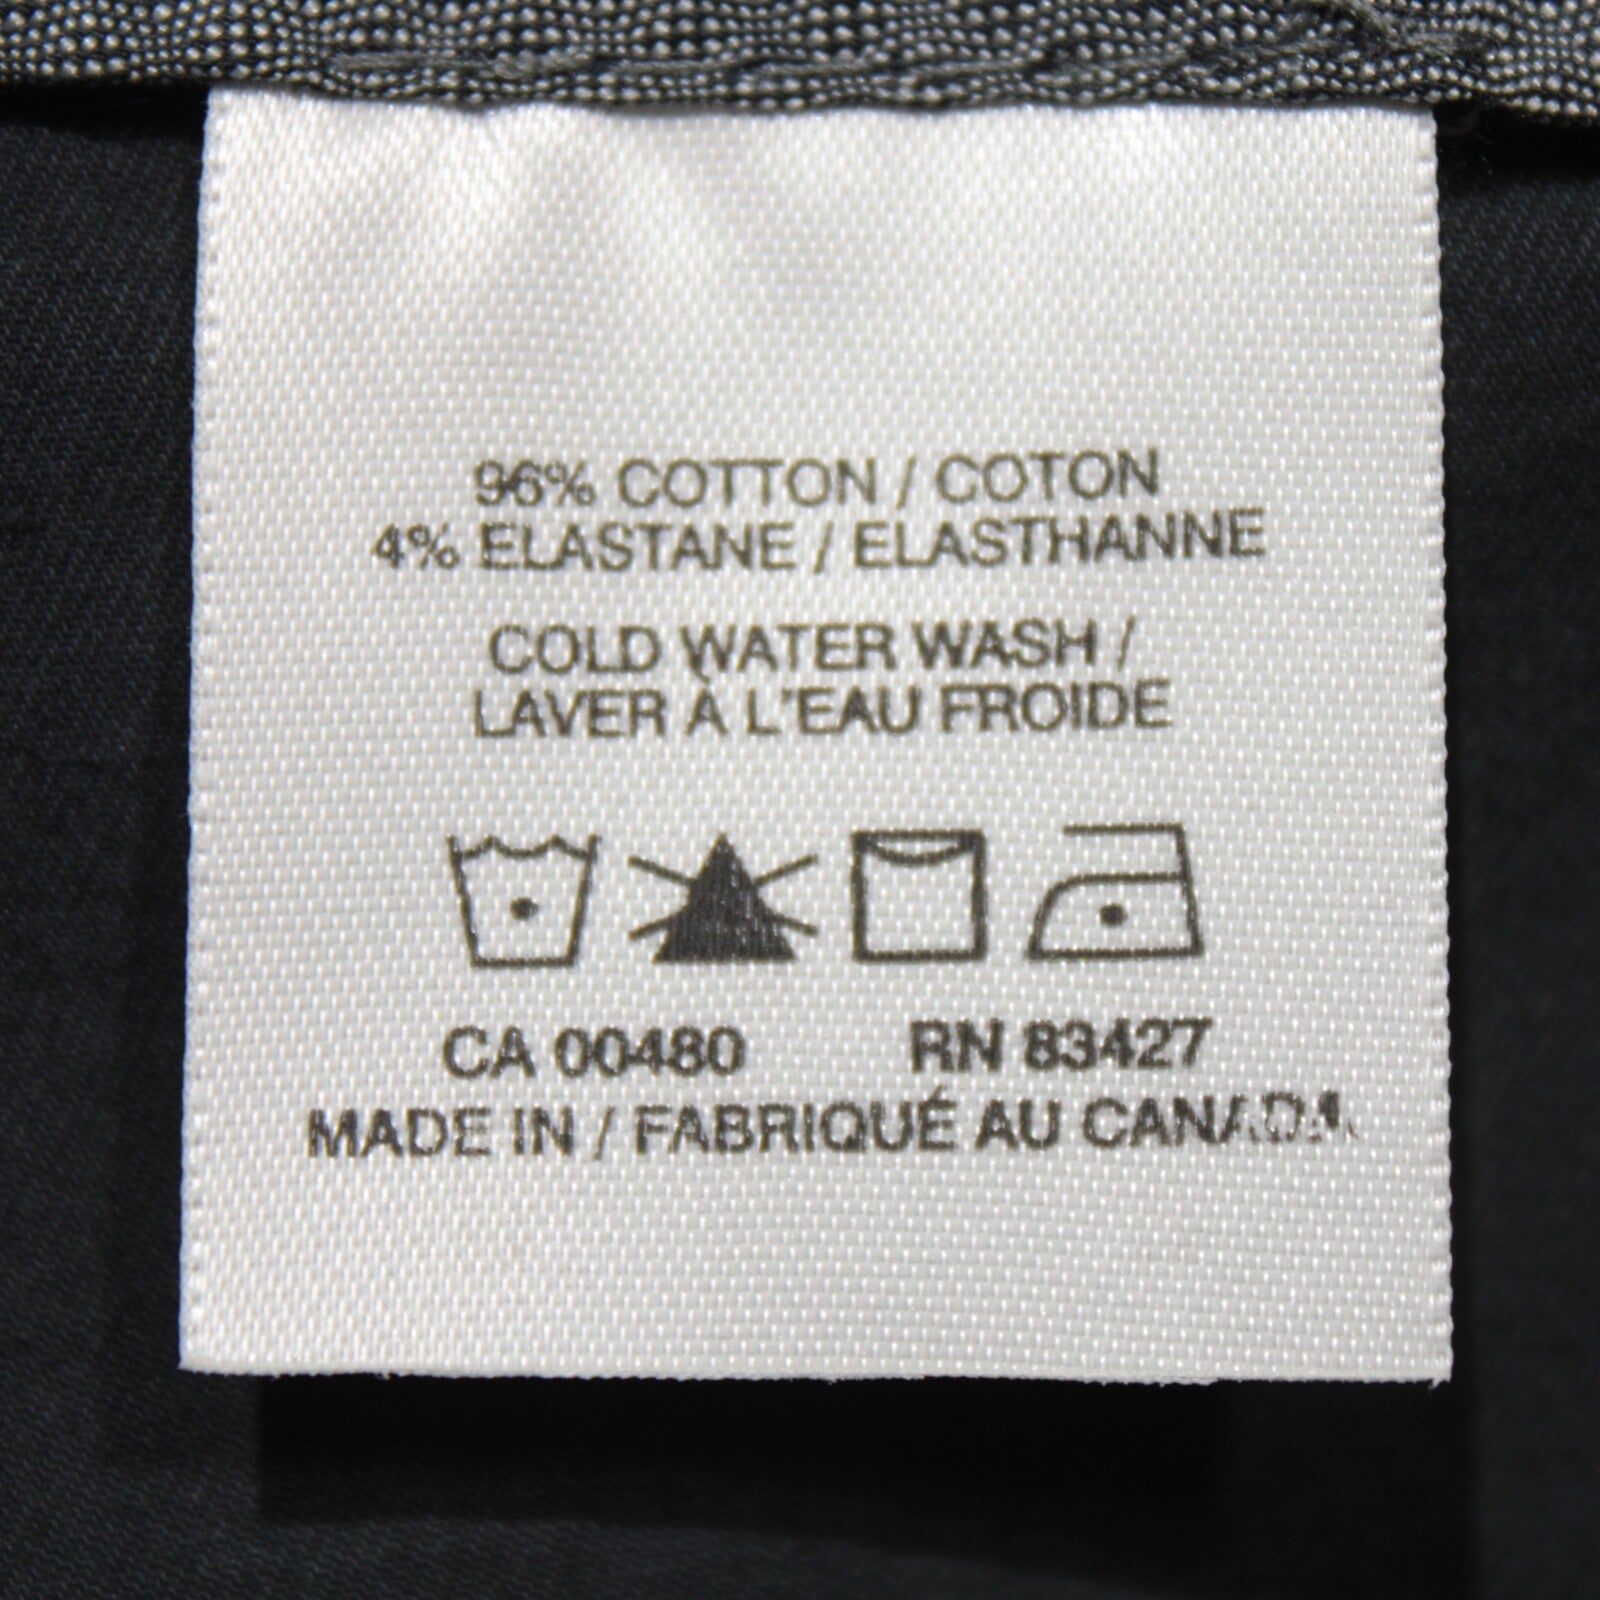 96% COTTON / COTON
4% ELASTANE / ELASTHANNE
COLD WATER WASH /
LAVER À L'EAU FROIDE
CA 00480 RN 83427
MADE IN / FABRIQUÉ AU CANADA